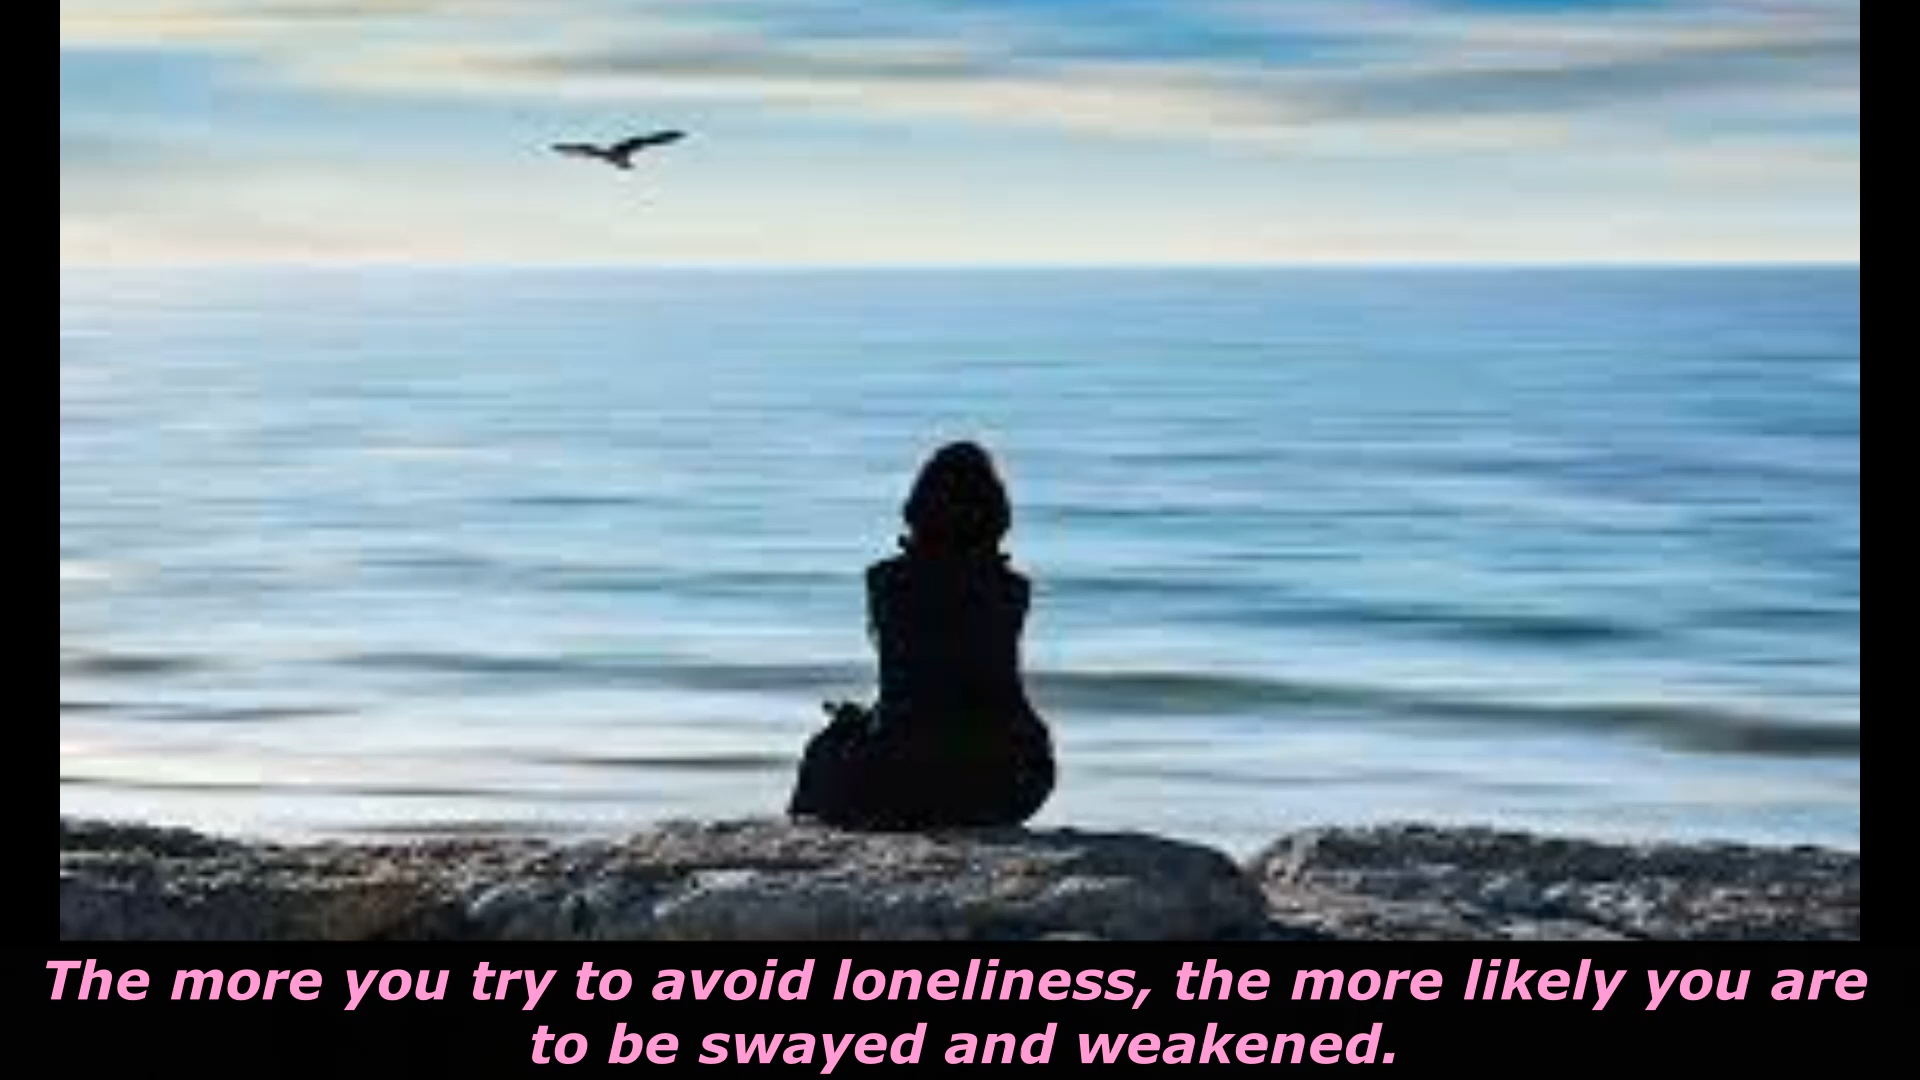 The more you try to avoid loneliness, the more likely you are
to be swayed and weakened.